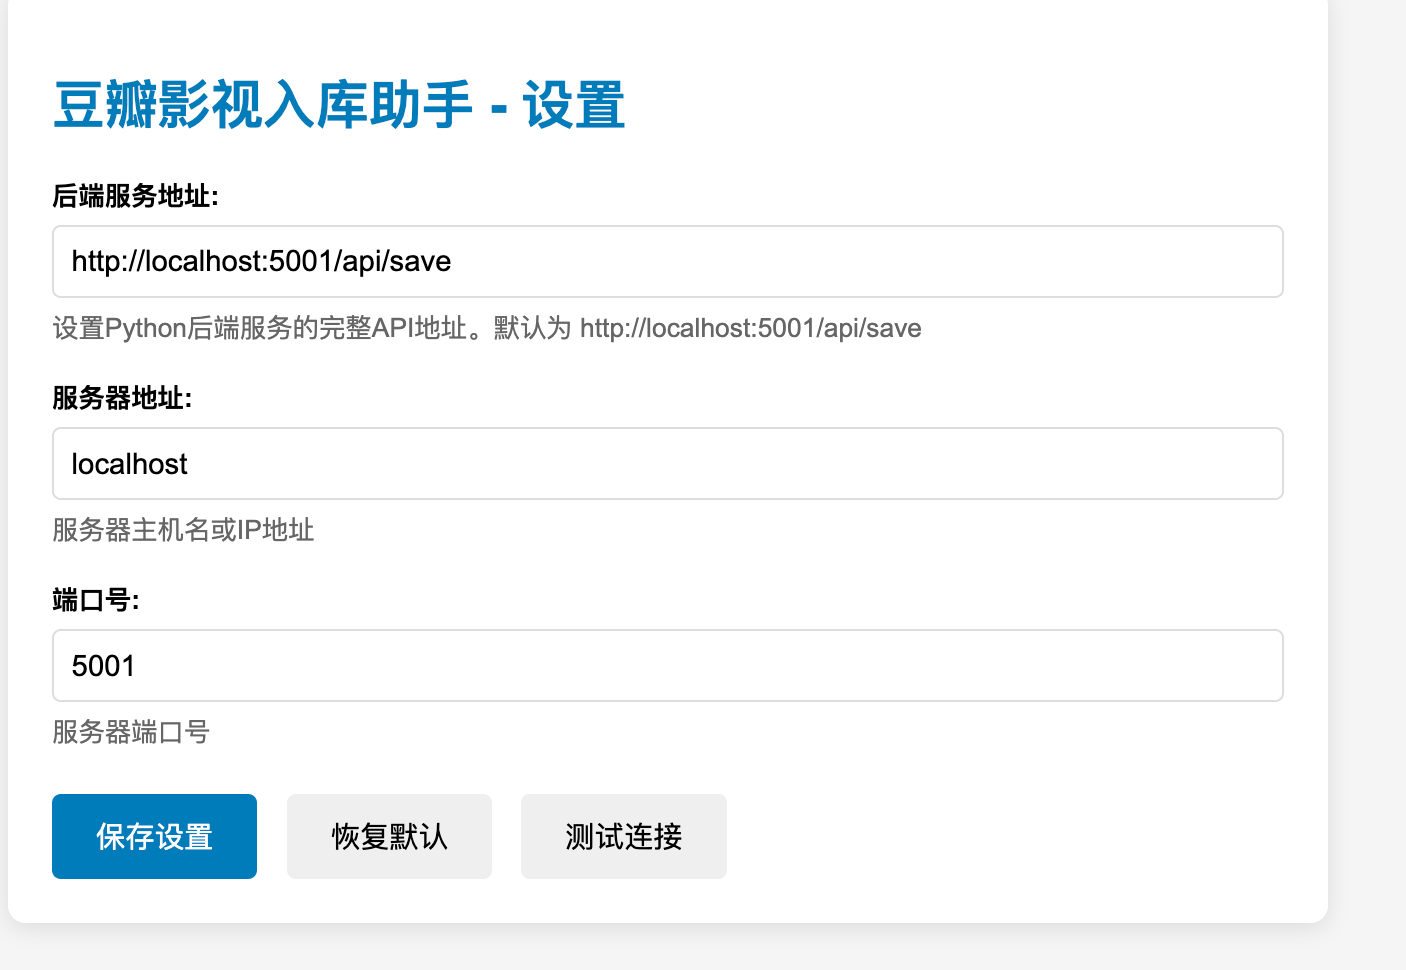 豆瓣影视入库助手 - 设置
后端服务地址:
http://localhost:5001/api/save
设置Python后端服务的完整API地址。默认为 http://localhost:5001/api/save
服务器地址:
localhost
服务器主机名或IP地址
端口号:
5001
服务器端口号
保存设置 恢复默认 测试连接